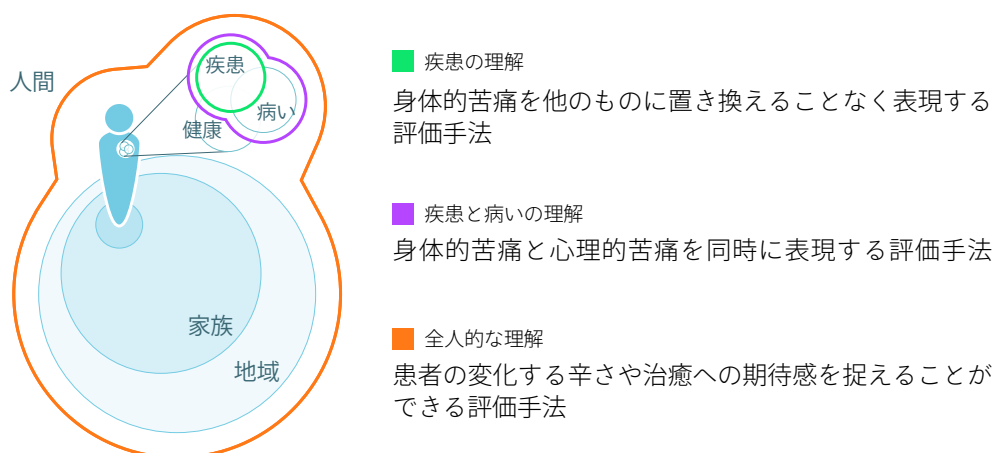 人間
疾患
病い
健康
家族
地域
疾患の理解
身体的苦痛を他のものに置き換えることなく表現する
評価手法
疾患と病いの理解
身体的苦痛と心理的苦痛を同時に表現する評価手法
全人的な理解
患者の変化する辛さや治癒への期待感を捉えることが
できる評価手法